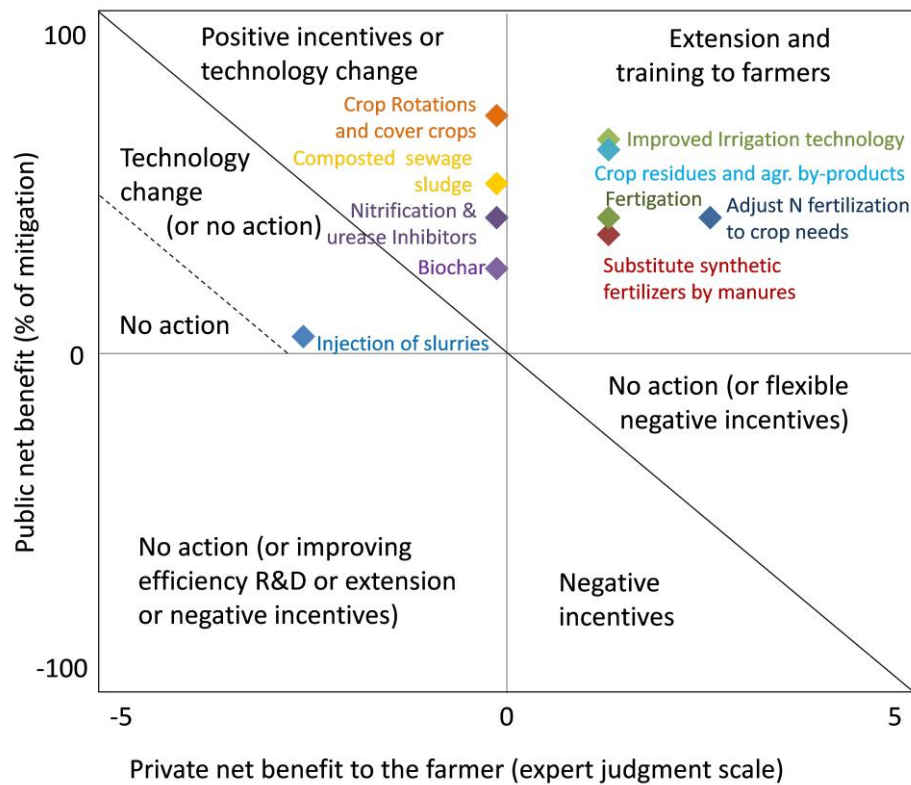 100
Positive incentives or
technology change
Extension and
training to farmers
Crop Rotations
and cover crops
Improved Irrigation technology
Technology
change
(or no action)
Composted sewage
sludge
Crop residues and agr. by-products
Fertigation
Nitrification &
urease Inhibitors
Adjust N fertilization
to crop needs
Biochar
Substitute synthetic
fertilizers by manures
No action
Injection of slurries
0
No action (or flexible
negative incentives)
No action (or improving
efficiency R&D or extension
or negative incentives)
Negative
incentives
-100
Public net benefit (% of mitigation)
-5
0
5
Private net benefit to the farmer (expert judgment scale)